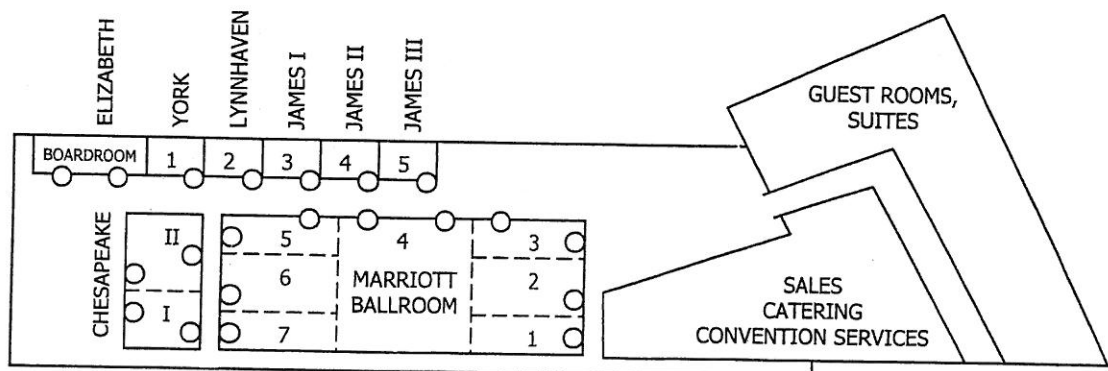 ELIZABETH
YORK
LYNNHAVEN
JAMES I
JAMES II
JAMES III
BOARDROOM
1
2
3
4
5
GUEST ROOMS,
SUITES
CHESAPEAKE
II
I
5
6
7
4
MARRIOTT
BALLROOM
3
2
1
SALES
CATERING
CONVENTION SERVICES